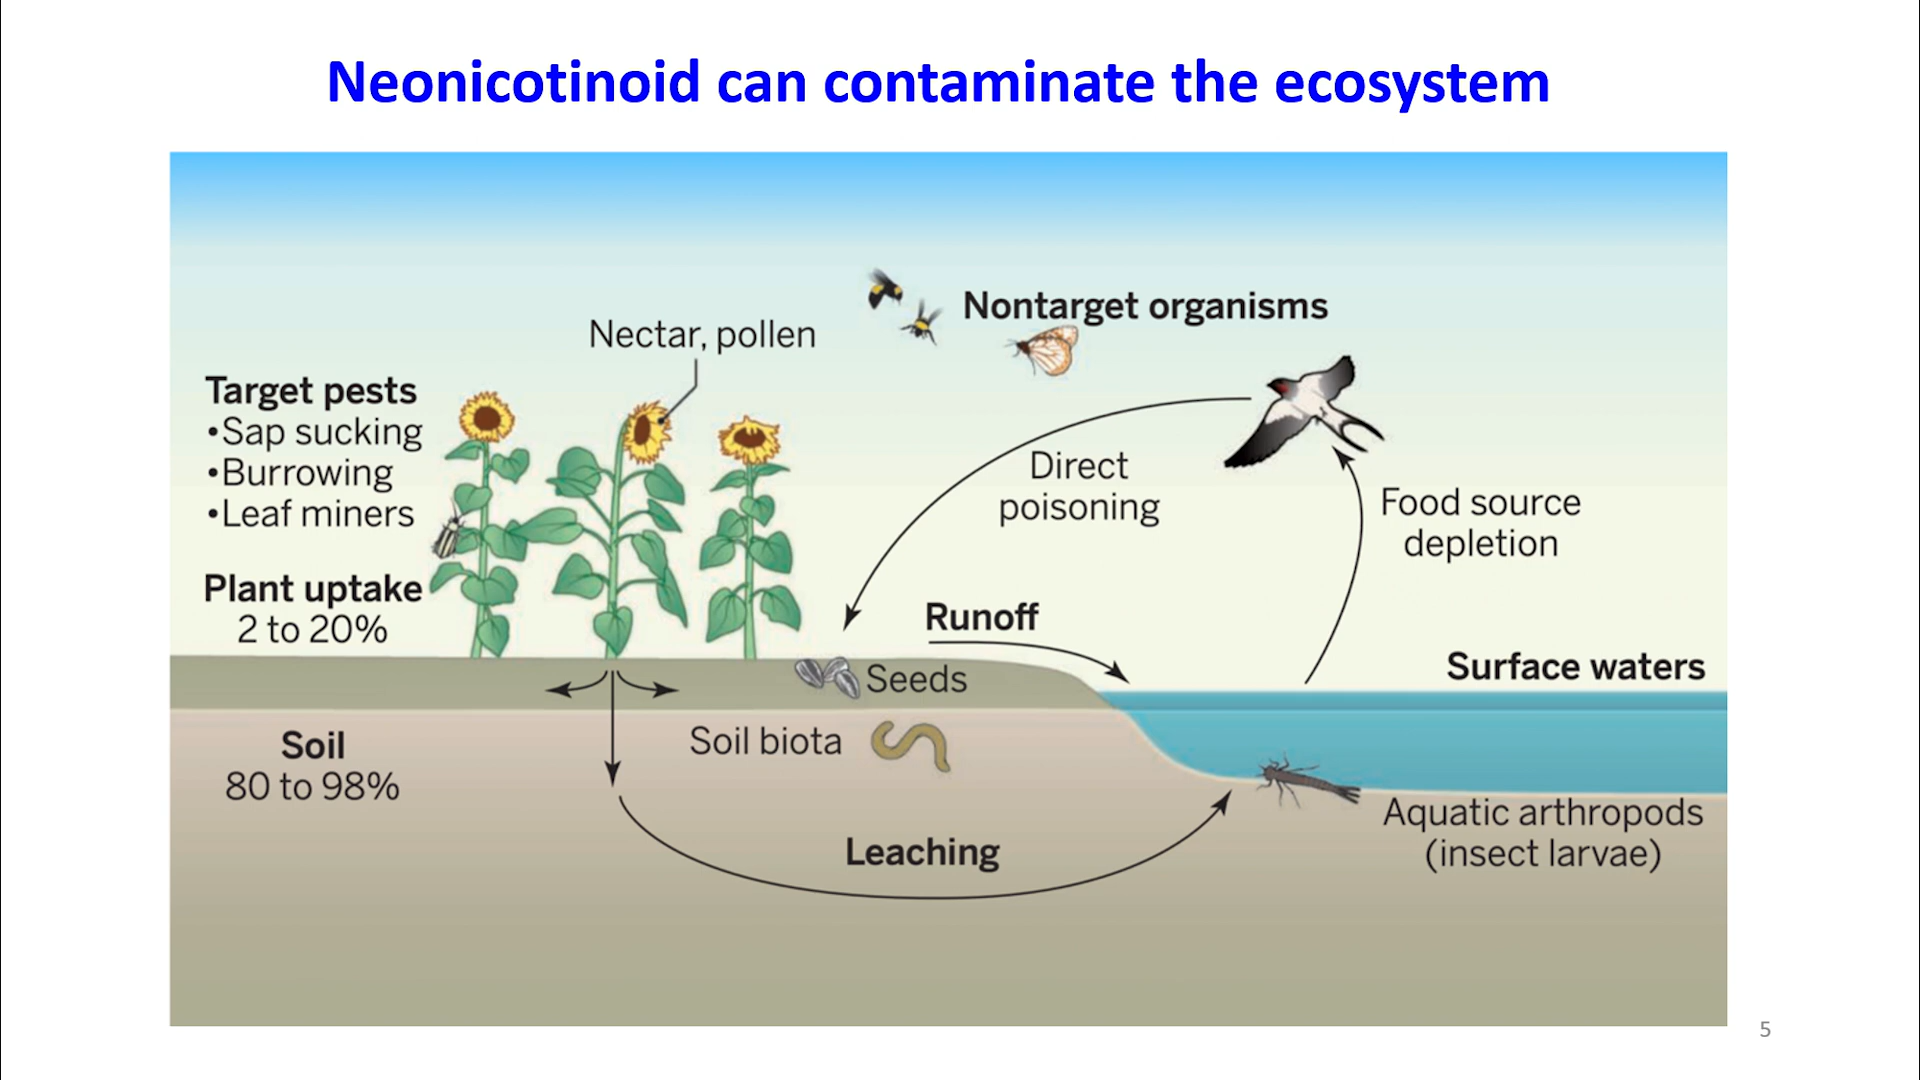 Neonicotinoid can contaminate the ecosystem
Nontarget organisms
Nectar, pollen
Target pests
•Sap sucking
•Burrowing
•Leaf miners
Direct
poisoning
Food source
depletion
Plant uptake
2 to 20%
Runoff
Surface waters
Seeds
Soil biota
Soil
80 to 98%
Leaching
Aquatic arthropods
(insect larvae)
5